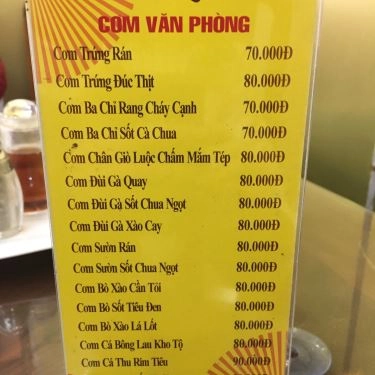 CƠM VĂN PHÒNG
Cơm Trứng Rán 70.000Đ
Cơm Trứng Đúc Thịt 80.000Đ
Cơm Ba Chỉ Rang Cháy Cạnh 70.000Đ
Cơm Ba Chỉ Sốt Cà Chua 70.000Đ
Cơm Chân Giò Luộc Chấm Mắm Tép 80.000Đ
Cơm Đùi Gà Quay 80.000Đ
Cơm Đùi Gà Sốt Chua Ngọt 80.000Đ
Cơm Đùi Gà Xào Cay 80.000Đ
Cơm Sườn Rán 80.000Đ
Cơm Sườn Sốt Chua Ngọt 80.000Đ
Cơm Bò Xào Cần Tỏi 80.000Đ
Cơm Bò Sốt Tiêu Đen 80.000Đ
Cơm Bò Xào Lá Lốt 80.000Đ
Cơm Cá Bông Lau Kho Tộ 80.000Đ
Cơm Cá Thu Rim Tiêu 90.000Đ